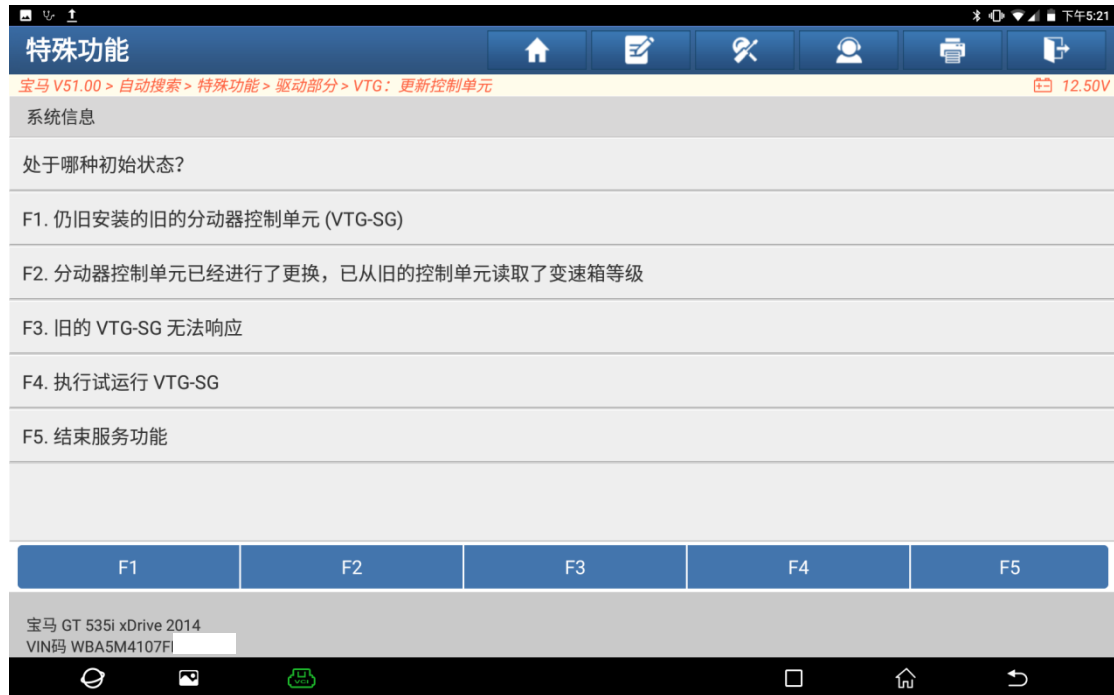 下午5:21
特殊功能
宝马 V51.00 > 自动搜索 > 特殊功能 > 驱动部分 > VTG：更新控制单元
12.50V
系统信息
处于哪种初始状态？
F1. 仍旧安装的旧的分动器控制单元 (VTG-SG)
F2. 分动器控制单元已经进行了更换，已从旧的控制单元读取了变速箱等级
F3. 旧的 VTG-SG 无法响应
F4. 执行试运行 VTG-SG
F5. 结束服务功能
F1 F2 F3 F4 F5
宝马 GT 535i xDrive 2014
VIN码 WBA5M4107F
VCI